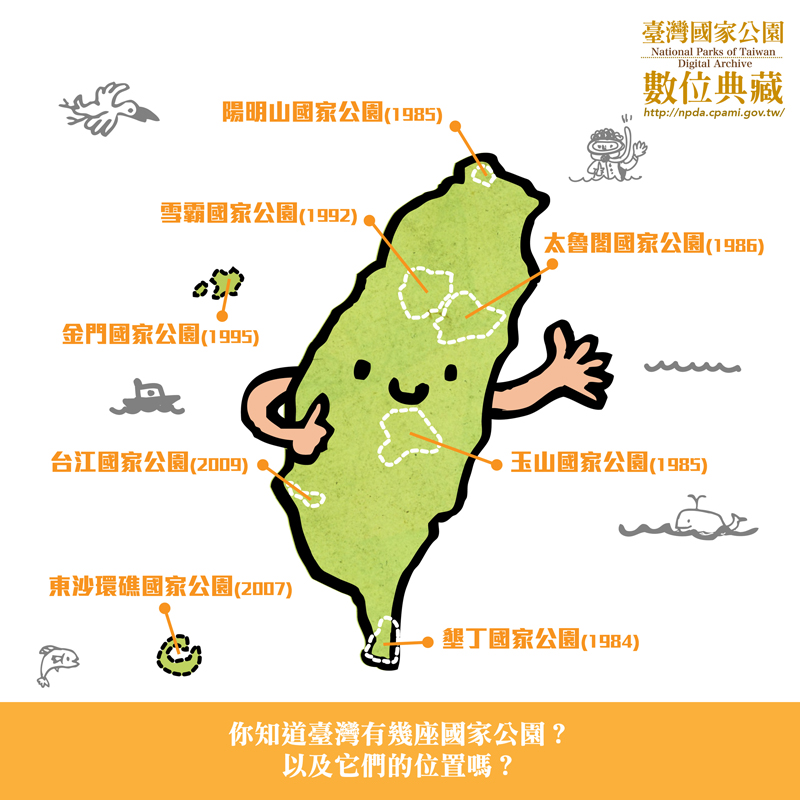 臺灣國家公園
National Parks of Taiwan
Digital Archive
數位典藏
http://npda.cpami.gov.tw/
陽明山國家公園(1985)
雪霸國家公園(1992)
太魯閣國家公園(1986)
金門國家公園(1995)
台江國家公園(2009)
玉山國家公園(1985)
東沙環礁國家公園(2007)
墾丁國家公園(1984)
你知道臺灣有幾座國家公園？
以及它們的位置嗎？